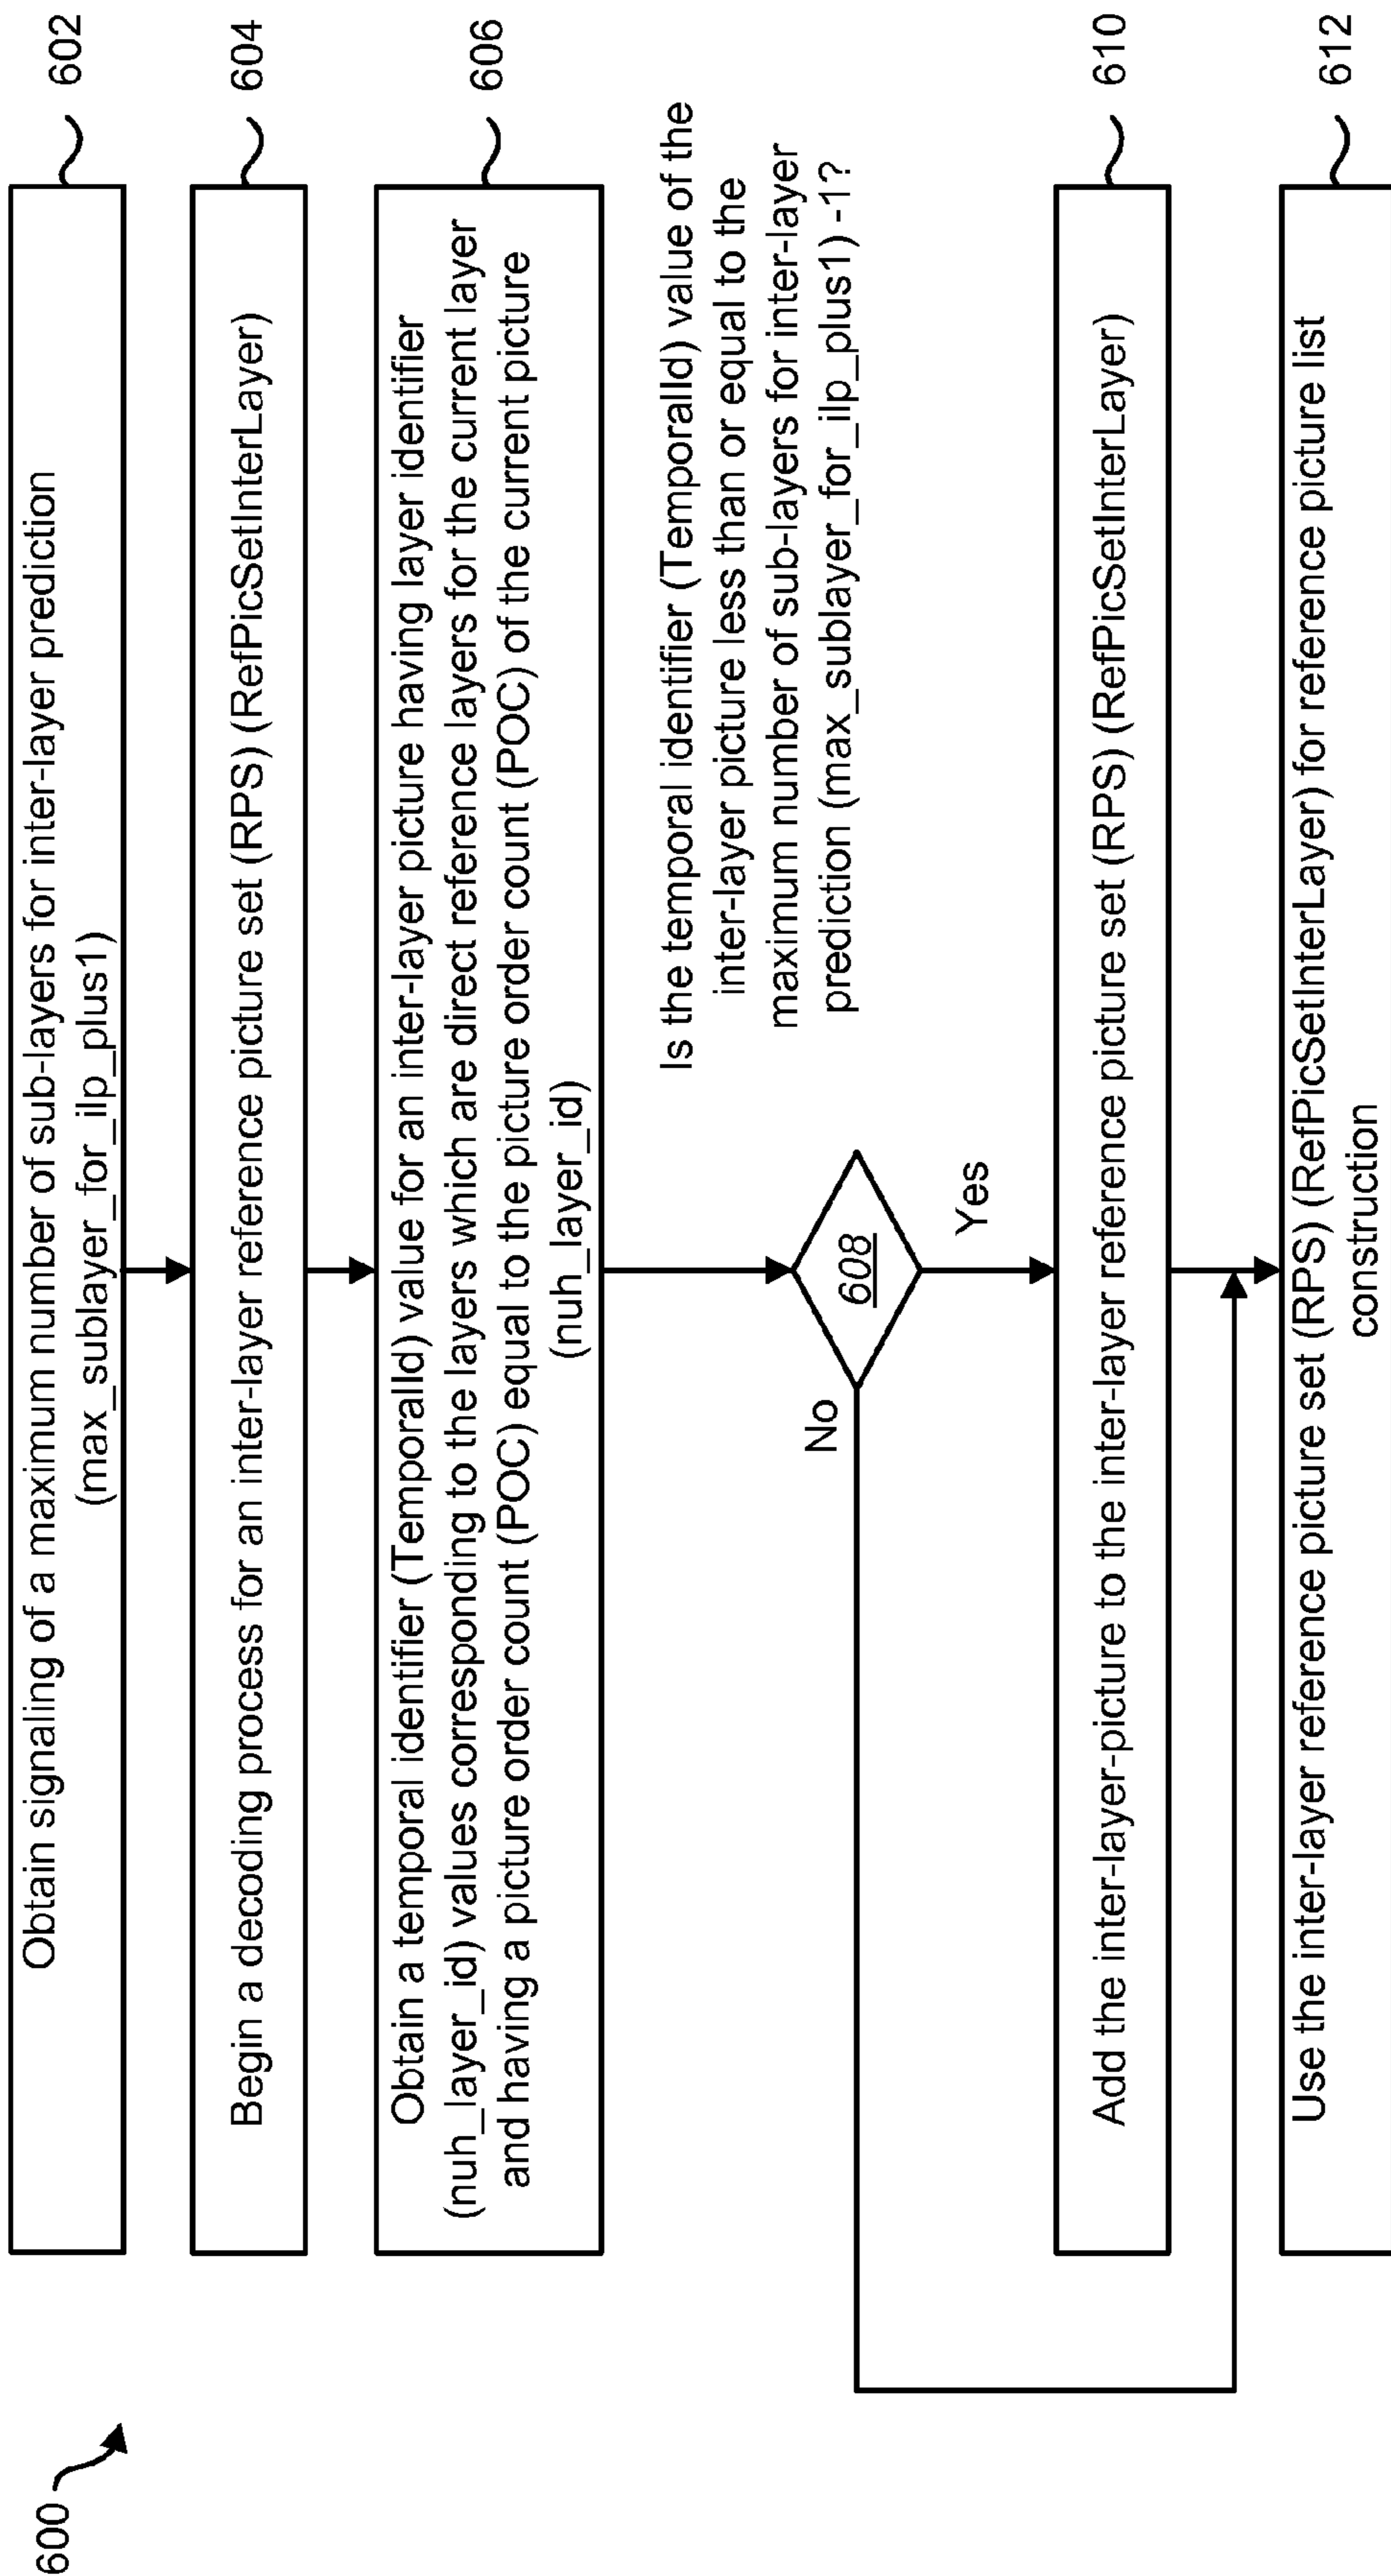 600
Obtain signaling of a maximum number of sub-layers for inter-layer prediction
(max_sublayer_for_ilp_plus1)
602
Begin a decoding process for an inter-layer reference picture set (RPS) (RefPicSetInterLayer)
604
Obtain a temporal identifier (TemporalId) value for an inter-layer picture having layer identifier
(nuh_layer_id) values corresponding to the layers which are direct reference layers for the current layer
and having a picture order count (POC) equal to the picture order count (POC) of the current picture
(nuh_layer_id)
606
Is the temporal identifier (TemporalId) value of the
inter-layer picture less than or equal to the
maximum number of sub-layers for inter-layer
prediction (max_sublayer_for_ilp_plus1) -1?
608
No
Yes
Add the inter-layer-picture to the inter-layer reference picture set (RPS) (RefPicSetInterLayer)
610
Use the inter-layer reference picture set (RPS) (RefPicSetInterLayer) for reference picture list
construction
612